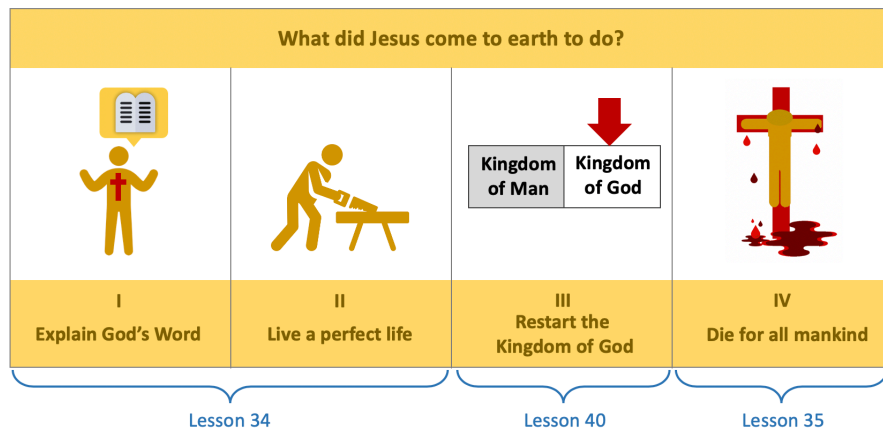 What did Jesus come to earth to do?
Kingdom
of Man
Kingdom
of God
I
Explain God's Word
II
Live a perfect life
III
Restart the
Kingdom of God
IV
Die for all mankind
Lesson 34
Lesson 40
Lesson 35